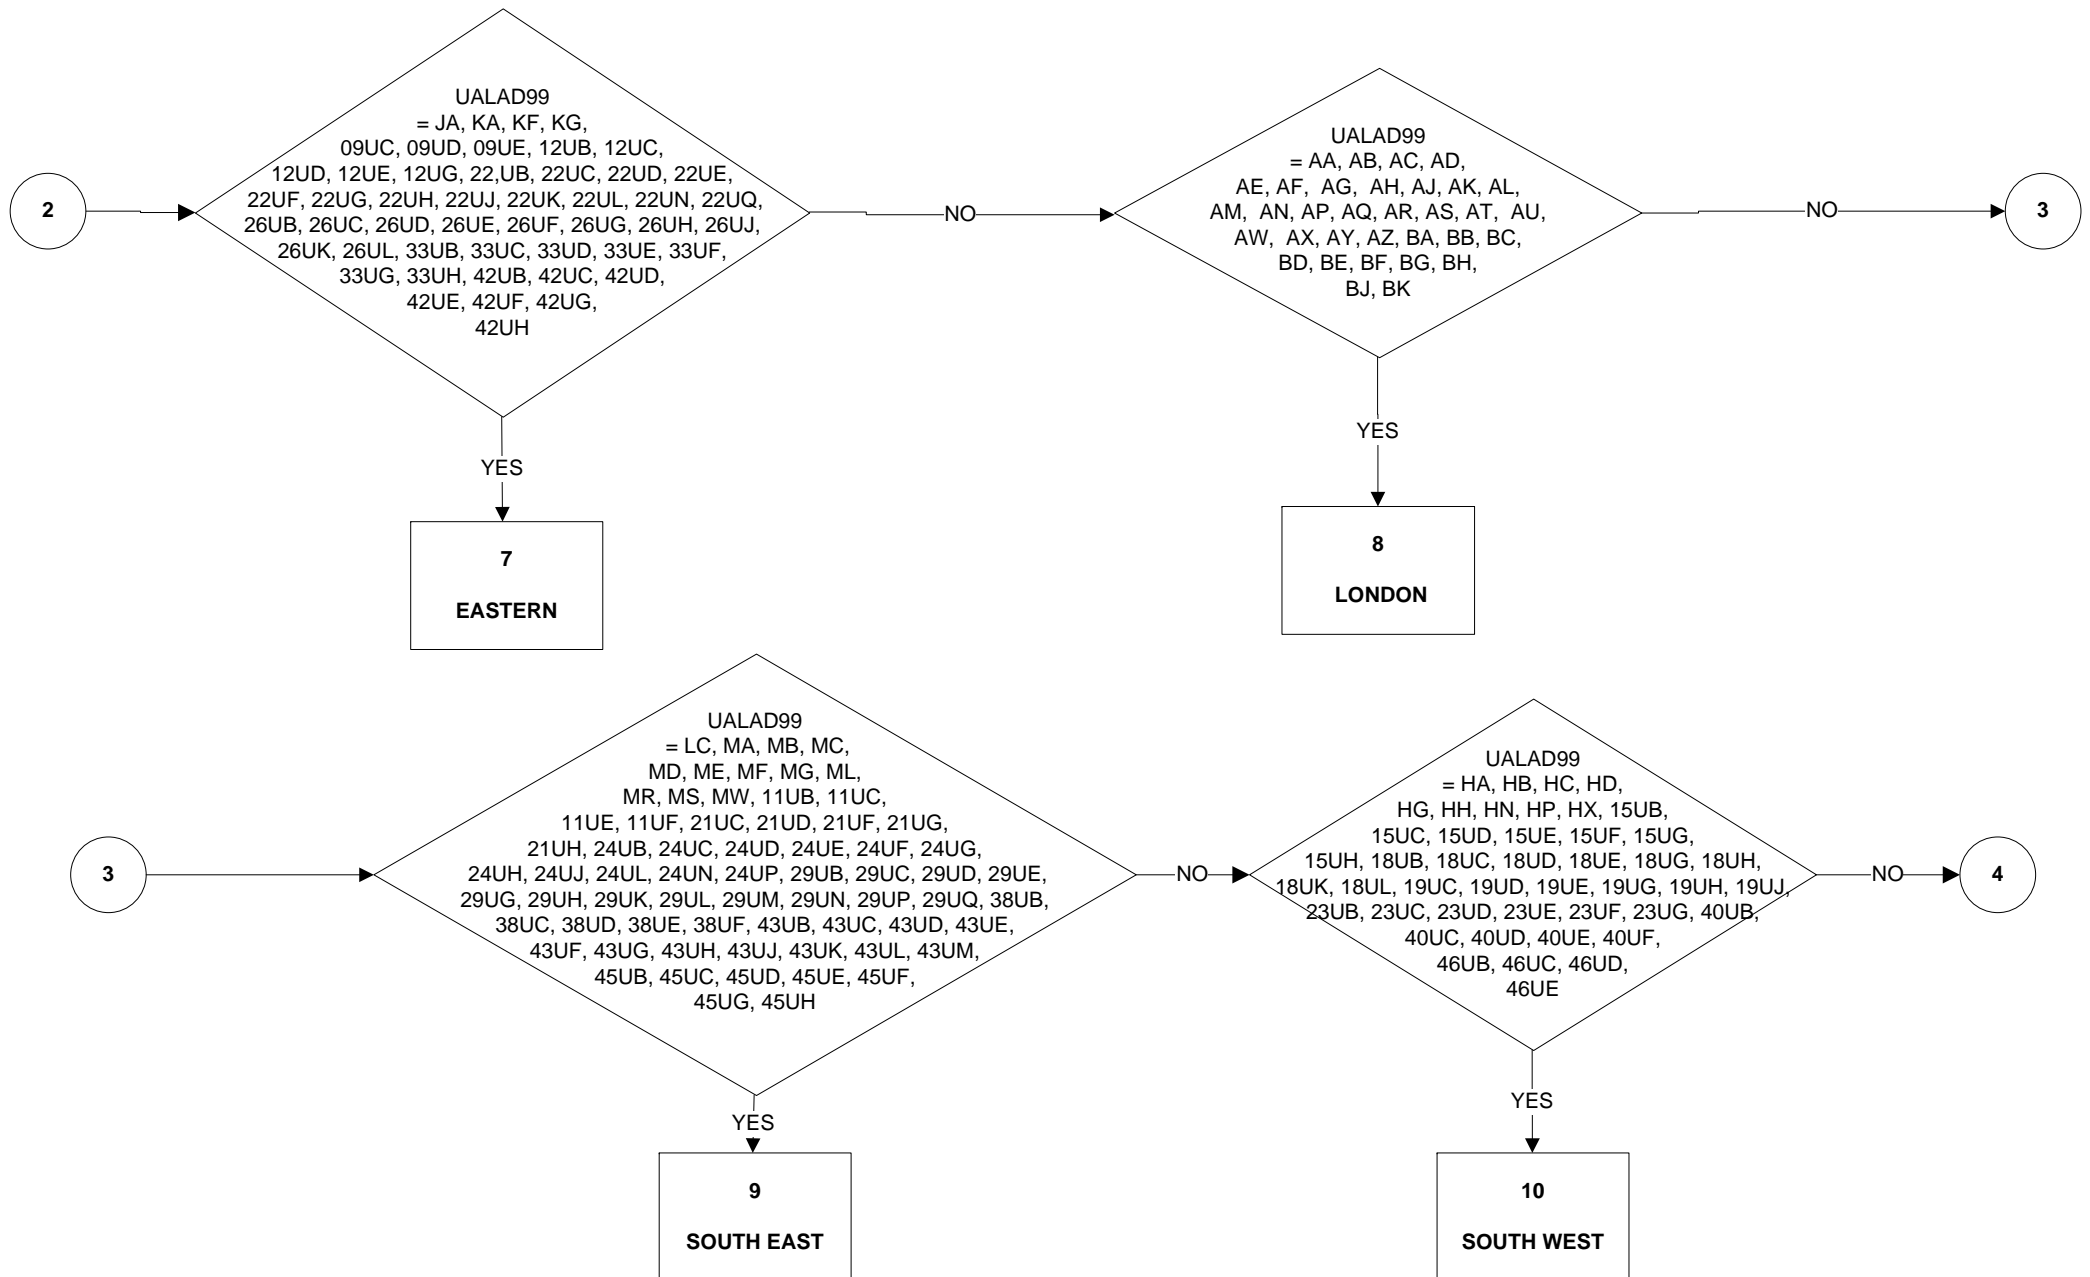 2
UALAD99
= JA, KA, KF, KG,
09UC, 09UD, 09UE, 12UB, 12UC,
12UD, 12UE, 12UG, 22,UB, 22UC, 22UD, 22UE,
22UF, 22UG, 22UH, 22UJ, 22UK, 22UL, 22UN, 22UQ,
26UB, 26UC, 26UD, 26UE, 26UF, 26UG, 26UH, 26UJ,
26UK, 26UL, 33UB, 33UC, 33UD, 33UE, 33UF,
33UG, 33UH, 42UB, 42UC, 42UD,
42UE, 42UF, 42UG,
42UH
NO
UALAD99
= AA, AB, AC, AD,
AE, AF, AG, AH, AJ, AK, AL,
AM, AN, AP, AQ, AR, AS, AT, AU,
AW, AX, AY, AZ, BA, BB, BC,
BD, BE, BF, BG, BH,
BJ, BK
NO
3
YES
YES
7
EASTERN
8
LONDON
3
UALAD99
= LC, MA, MB, MC,
MD, ME, MF, MG, ML,
MR, MS, MW, 11UB, 11UC,
11UE, 11UF, 21UC, 21UD, 21UF, 21UG,
21UH, 24UB, 24UC, 24UD, 24UE, 24UF, 24UG,
24UH, 24UJ, 24UL, 24UN, 24UP, 29UB, 29UC, 29UD, 29UE,
29UG, 29UH, 29UK, 29UL, 29UM, 29UN, 29UP, 29UQ, 38UB,
38UC, 38UD, 38UE, 38UF, 43UB, 43UC, 43UD, 43UE,
43UF, 43UG, 43UH, 43UJ, 43UK, 43UL, 43UM,
45UB, 45UC, 45UD, 45UE, 45UF,
45UG, 45UH
NO
UALAD99
= HA, HB, HC, HD,
HG, HH, HN, HP, HX, 15UB,
15UC, 15UD, 15UE, 15UF, 15UG,
15UH, 18UB, 18UC, 18UD, 18UE, 18UG, 18UH,
18UK, 18UL, 19UC, 19UD, 19UE, 19UG, 19UH, 19UJ,
23UB, 23UC, 23UD, 23UE, 23UF, 23UG, 40UB,
40UC, 40UD, 40UE, 40UF,
46UB, 46UC, 46UD,
46UE
NO
4
YES
YES
9
SOUTH EAST
10
SOUTH WEST